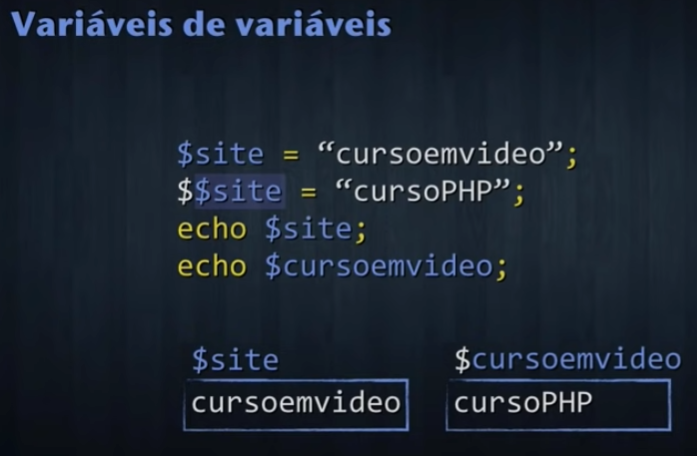 Variáveis de variáveis
$site = “cursoemvideo”;
$$site = “cursoPHP”;
echo $site;
echo $cursoemvideo;
$site $cursoemvideo
cursoemvideo cursoPHP